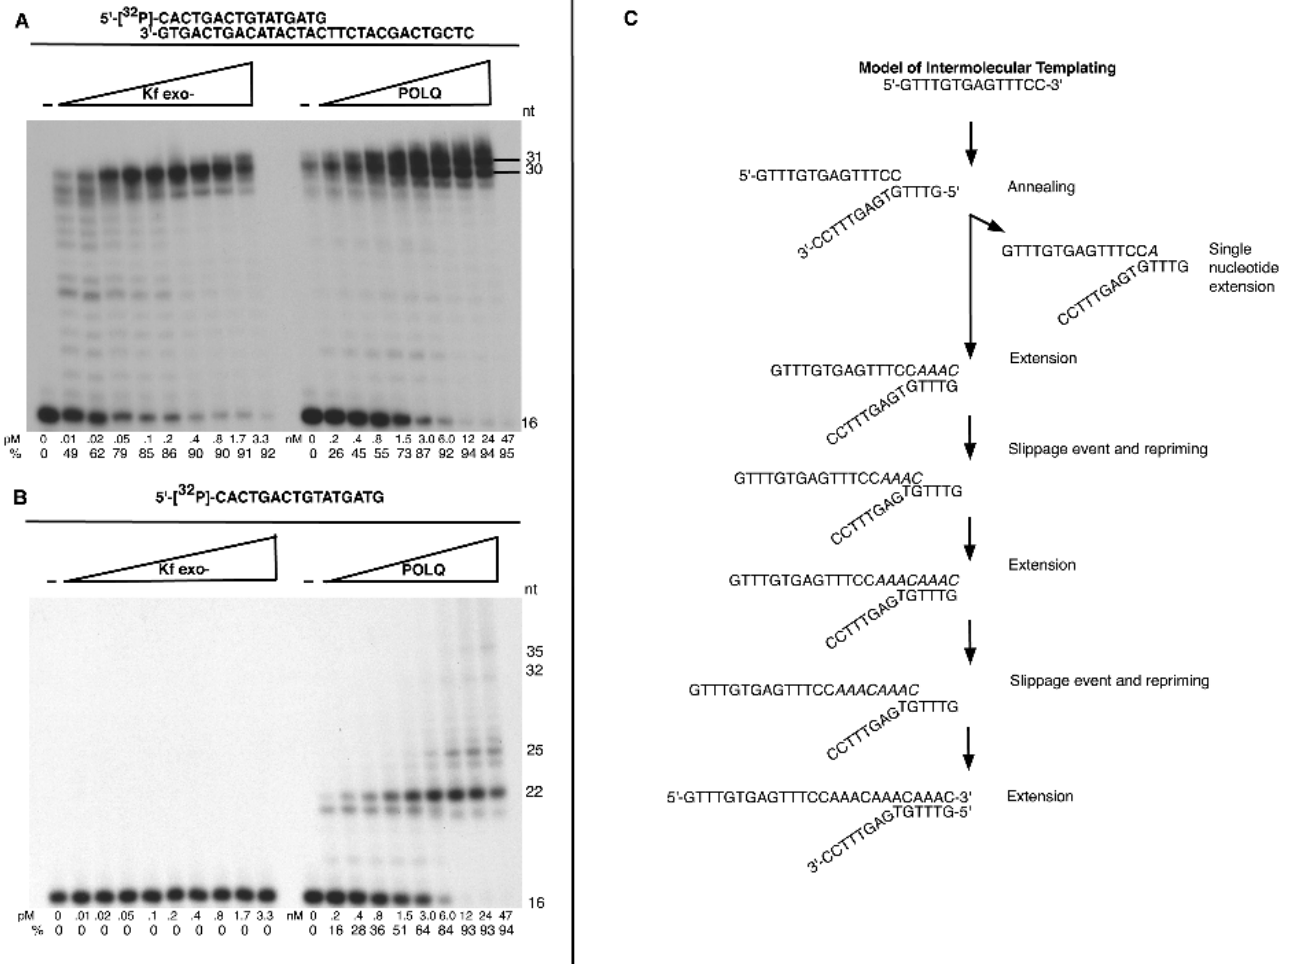 A
5'-[32P]-CACTGACTGTATGATG
3'-GTGACTGACATACTACTTCTACGACTGCTC
Kf exo-
POLQ
nt
31
30
16
pM 0 .01 .02 .05 .1 .2 .4 .8 1.7 3.3 nM 0 .2 .4 .8 1.5 3.0 6.0 12 24 47
% 0 49 62 79 85 86 90 90 91 92 0 26 45 55 73 87 92 94 94 95
B
5'-[32P]-CACTGACTGTATGATG
Kf exo-
POLQ
nt
35
32
25
22
16
pM 0 .01 .02 .05 .1 .2 .4 .8 1.7 3.3 nM 0 .2 .4 .8 1.5 3.0 6.0 12 24 47
% 0 0 0 0 0 0 0 0 0 0 0 16 28 36 51 64 84 93 93 94
C
Model of Intermolecular Templating
5'-GTTTGTGAGTTTCC-3'
5'-GTTTGTGAGTTTCC
3'-CCTTTGAGTGTTTG-5'
Annealing
GTTTGTGAGTTTCCA
CCTTTGAGTGTTTG
Single
nucleotide
extension
Extension
GTTTGTGAGTTTCCAAAC
CCTTTGAGTGTTTG
Slippage event and repriming
GTTTGTGAGTTTCCAAAC
CCTTTGAGTGTTTG
Extension
GTTTGTGAGTTTCCAAACAAAC
CCTTTGAGTGTTTG
Slippage event and repriming
GTTTGTGAGTTTCCAAACAAAC
CCTTTGAGTGTTTG
5'-GTTTGTGAGTTTCCAAACAAACAAAC-3'
3'-CCTTTGAGTGTTTG-5'
Extension